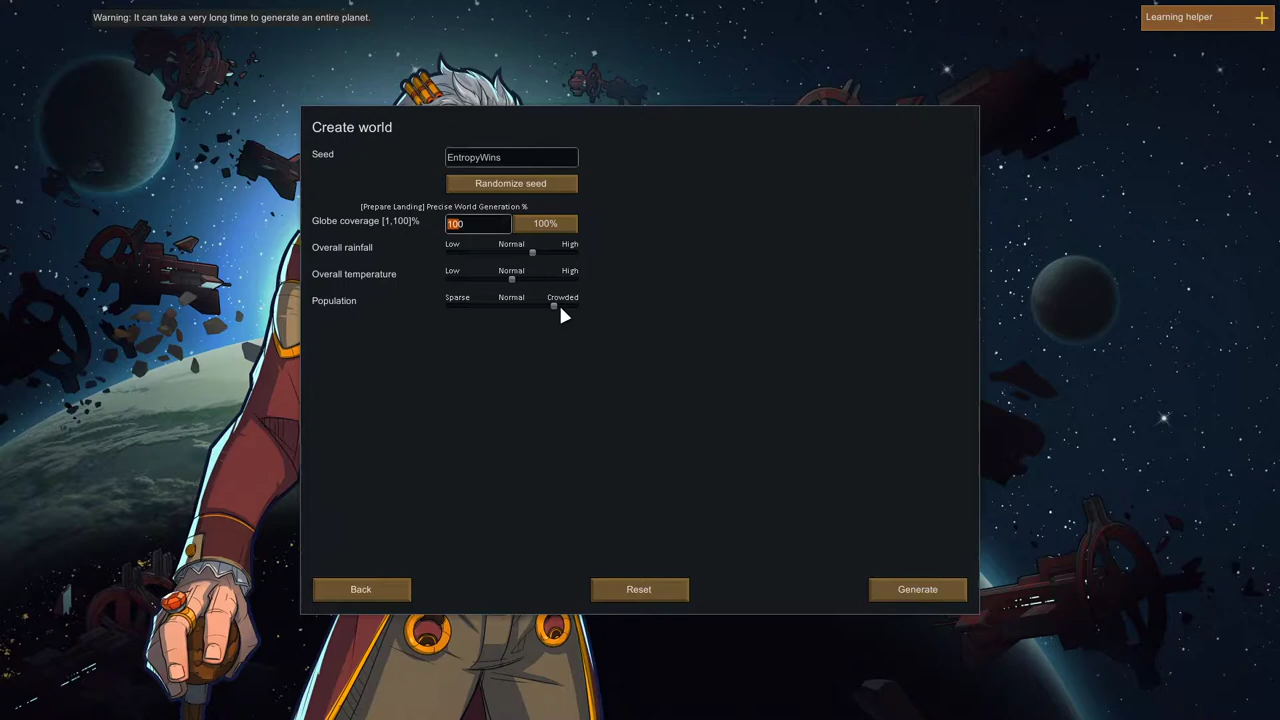 Warning: It can take a very long time to generate an entire planet.
Learning helper
Create world
Seed
EntropyWins
Randomize seed
[Prepare Landing] Precise World Generation %
Globe coverage [1,100]%
100
100%
Overall rainfall
Low Normal High
Overall temperature
Low Normal High
Population
Sparse Normal Crowded
Back
Reset
Generate